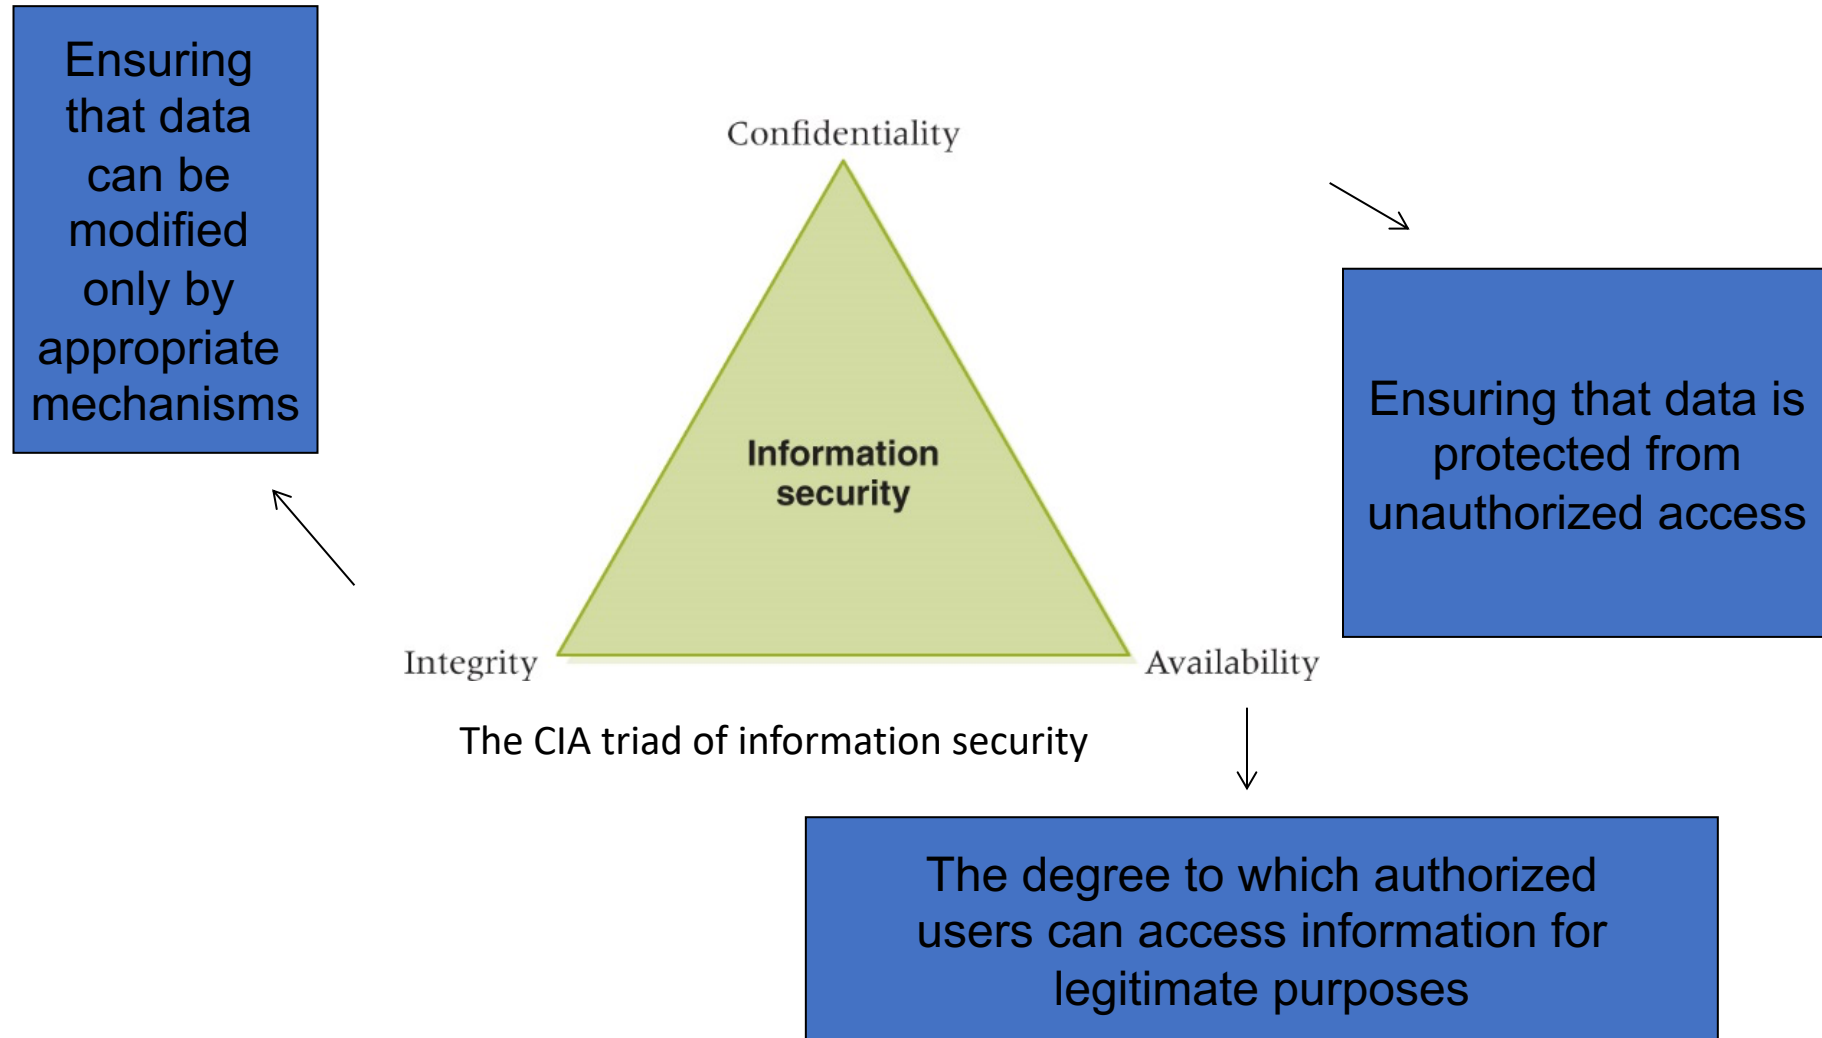 Ensuring
that data
can be
modified
only by
appropriate
mechanisms
Confidentiality
Information
security
Ensuring that data is
protected from
unauthorized access
Integrity
Availability
The CIA triad of information security
The degree to which authorized
users can access information for
legitimate purposes